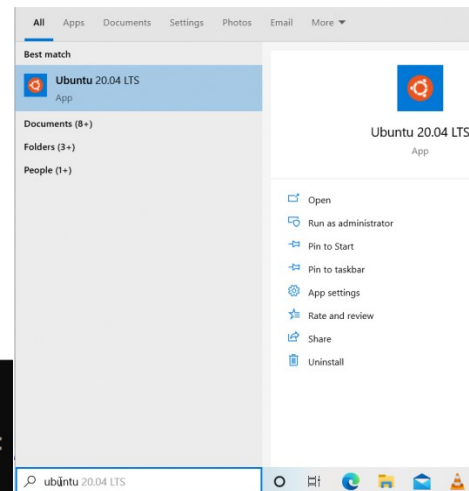 All Apps Documents Settings Photos Email More
Best match
Ubuntu 20.04 LTS
App
Documents (8+)
Folders (3+)
People (1+)
Ubuntu 20.04 LTS
App
Open
Run as administrator
Pin to Start
Pin to taskbar
App settings
Rate and review
Share
Uninstall
ubuntu 20.04 LTS